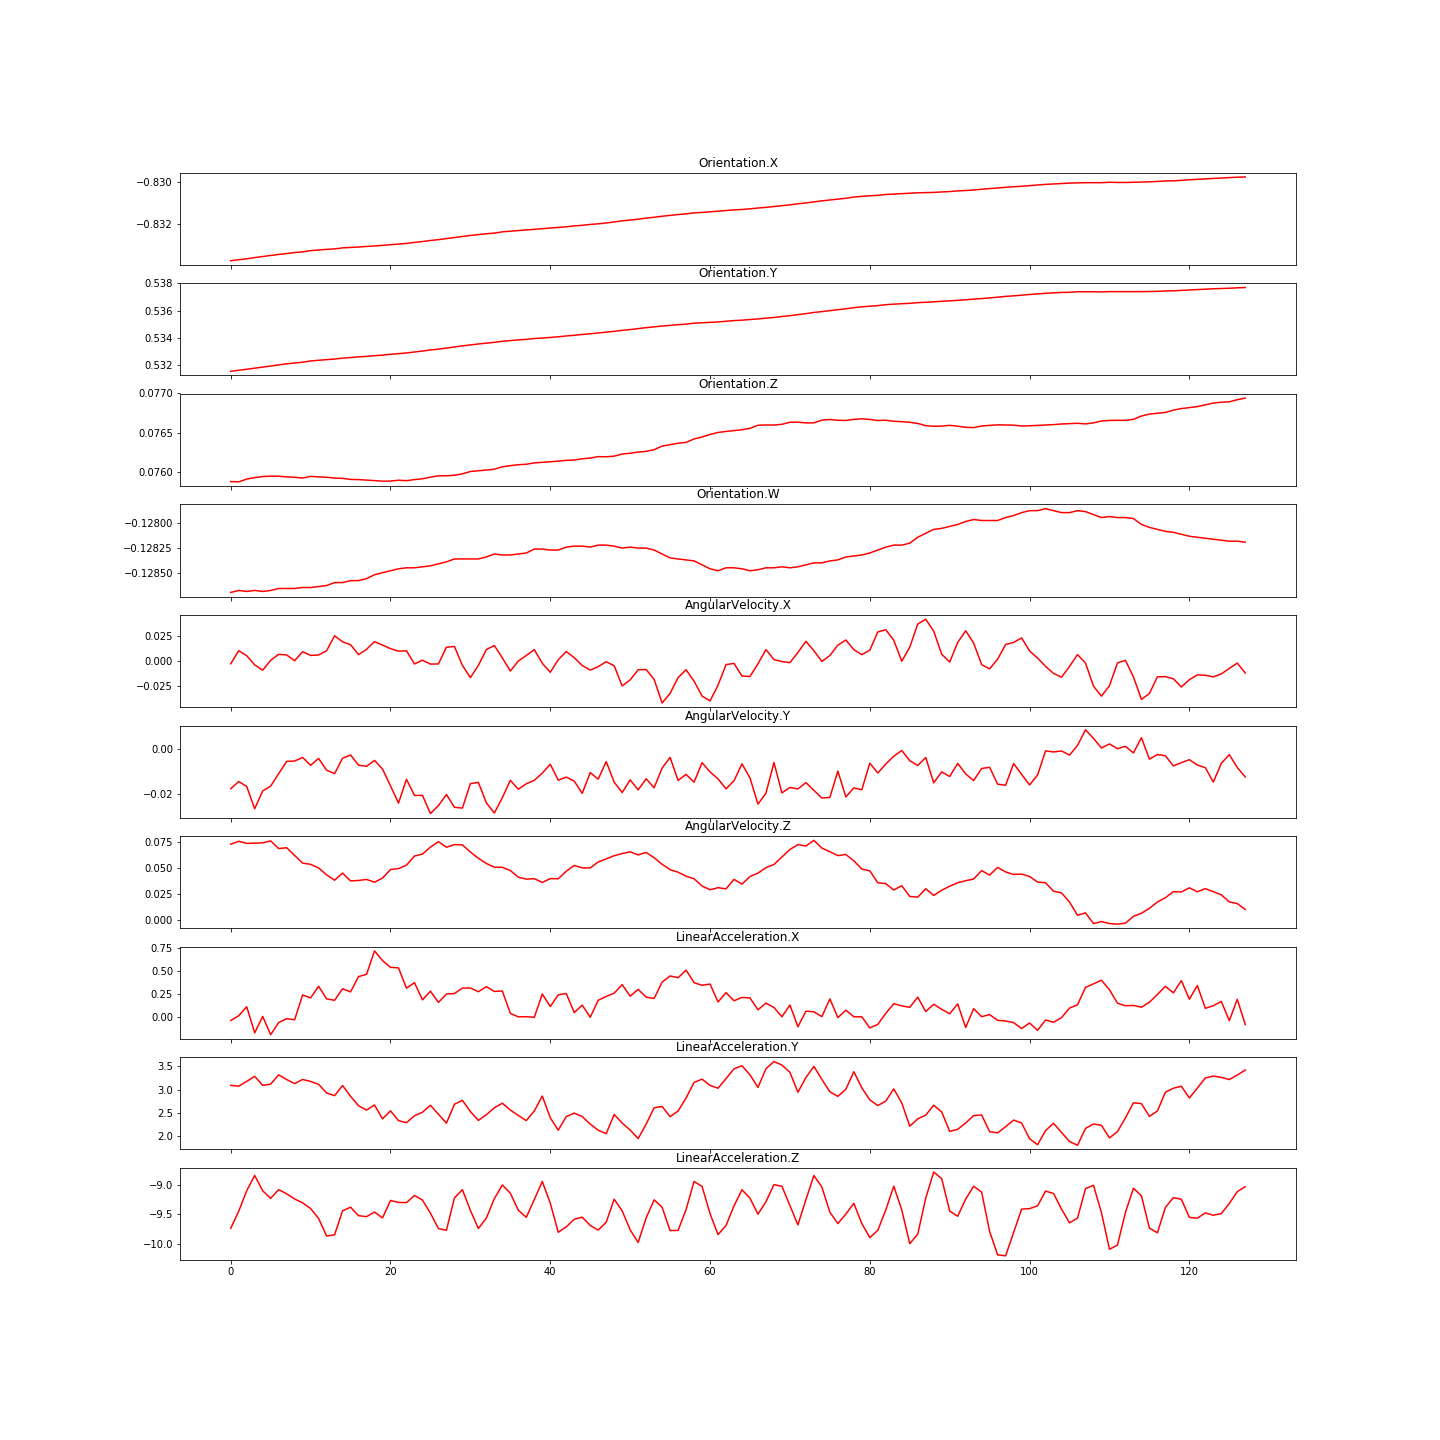 Orientation.X
−0.830
−0.832
Orientation.Y
0.538
0.536
0.534
0.532
Orientation.Z
0.0770
0.0765
0.0760
Orientation.W
−0.12800
−0.12825
−0.12850
AngularVelocity.X
0.025
0.000
−0.025
AngularVelocity.Y
0.00
−0.02
AngularVelocity.Z
0.075
0.050
0.025
0.000
LinearAcceleration.X
0.75
0.50
0.25
0.00
LinearAcceleration.Y
3.5
3.0
2.5
2.0
LinearAcceleration.Z
−9.0
−9.5
−10.0
0 20 40 60 80 100 120